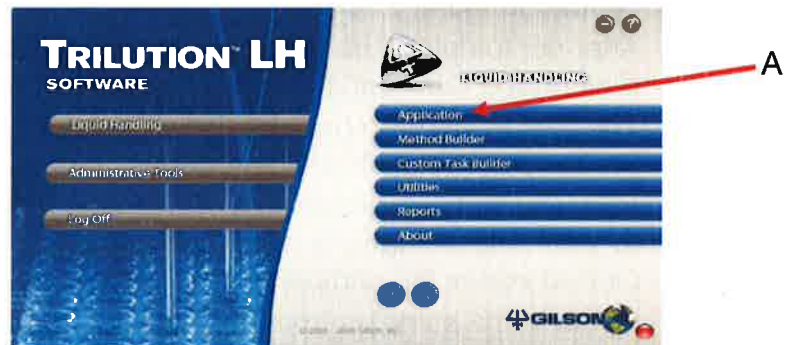 TRILUTION™ LH
SOFTWARE
Liquid Handling
Administrative Tools
Log Off
LIQUID HANDLING
Application
Method Builder
Custom Task Builder
Utilities
Reports
About
GILSON
A